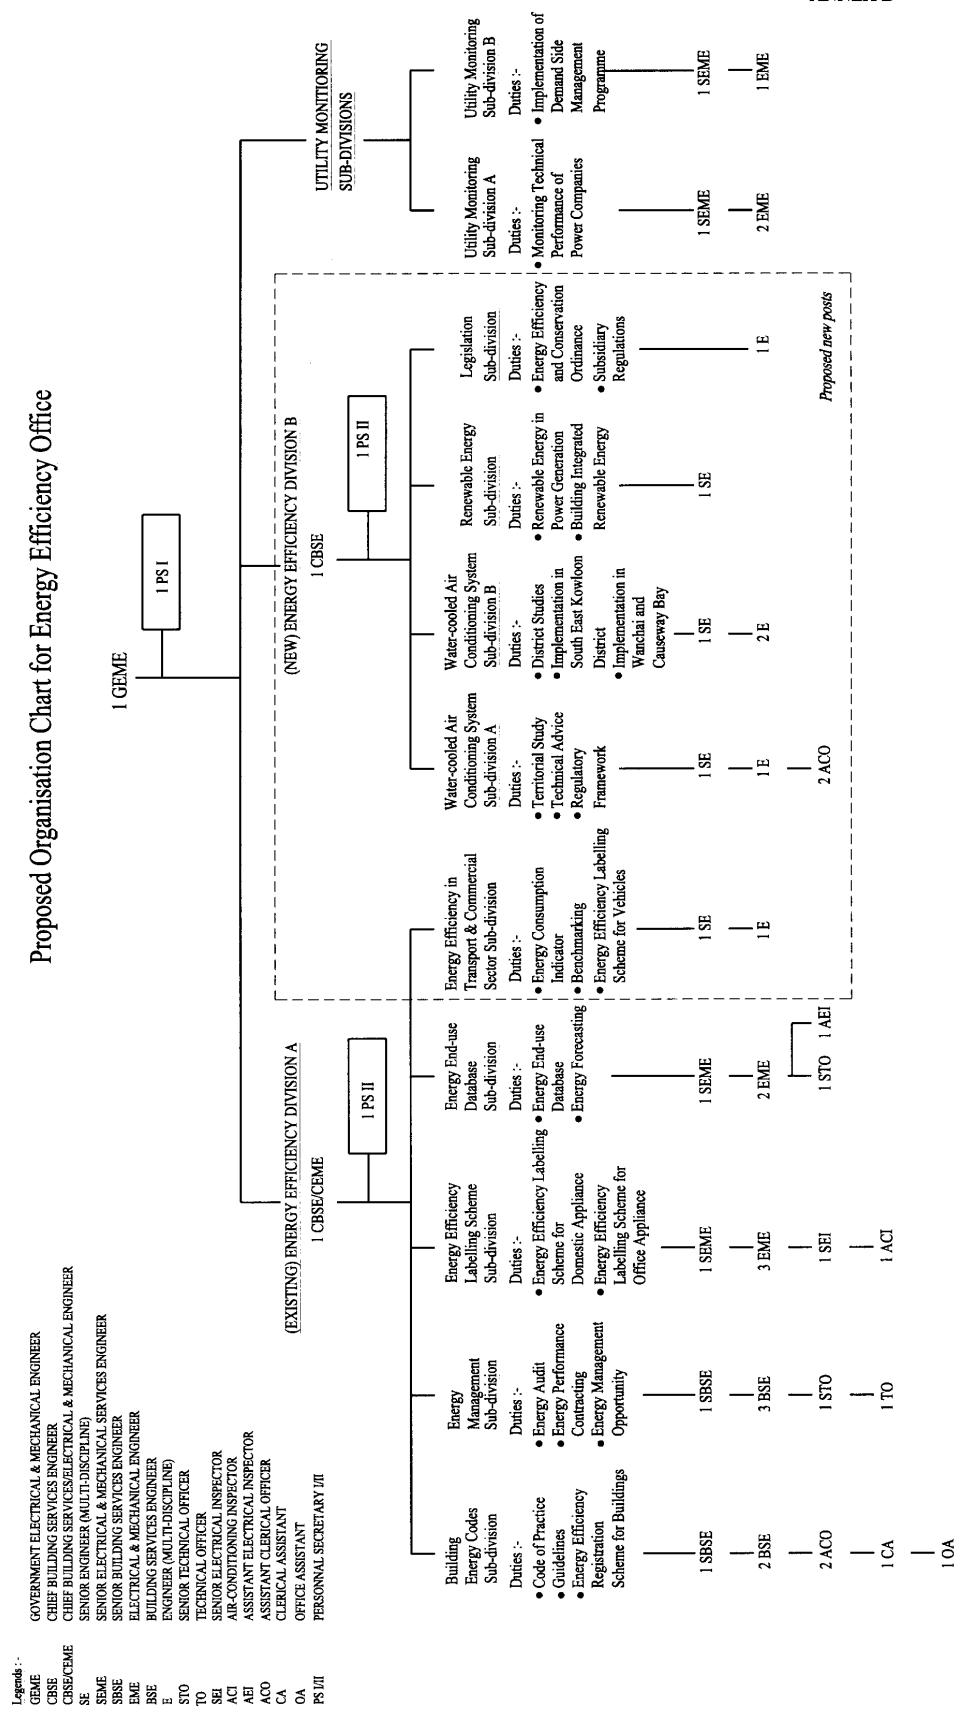 Proposed Organisation Chart for Energy Efficiency Office
Legends :-
GEME GOVERNMENT ELECTRICAL & MECHANICAL ENGINEER
CBSE CHIEF BUILDING SERVICES ENGINEER
CBSE/CEME CHIEF BUILDING SERVICES/ELECTRICAL & MECHANICAL ENGINEER
SE SENIOR ENGINEER (MULTI-DISCIPLINE)
SEME SENIOR ELECTRICAL & MECHANICAL SERVICES ENGINEER
SBSE SENIOR BUILDING SERVICES ENGINEER
EME ELECTRICAL & MECHANICAL ENGINEER
BSE BUILDING SERVICES ENGINEER
E ENGINEER (MULTI-DISCIPLINE)
STO SENIOR TECHNICAL OFFICER
TO TECHNICAL OFFICER
SEI SENIOR ELECTRICAL INSPECTOR
ACI AIR-CONDITIONING INSPECTOR
AEI ASSISTANT ELECTRICAL INSPECTOR
ACO ASSISTANT CLERICAL OFFICER
CA CLERICAL ASSISTANT
OA OFFICE ASSISTANT
PS I/II PERSONNAL SECRETARY I/II
1 GEME
1 PS I
(EXISTING) ENERGY EFFICIENCY DIVISION A
1 CBSE/CEME
1 PS II
Building
Energy Codes
Sub-division
Duties :-
● Code of Practice
● Guidelines
● Energy Efficiency
Registration
Scheme for Buildings
1 SBSE
2 BSE
2 ACO
1 CA
1 OA
Energy
Management
Sub-division
Duties :-
● Energy Audit
● Energy Performance
Contracting
● Energy Management
Opportunity
1 SBSE
3 BSE
1 STO
1 TO
Energy Efficiency
Labelling Scheme
Sub-division
Duties :-
● Energy Efficiency Labelling
Scheme for
Domestic Appliance
● Energy Efficiency
Labelling Scheme for
Office Appliance
1 SEME
3 EME
1 SEI
1 ACI
Energy End-use
Database
Sub-division
Duties :-
● Energy End-use
Database
● Energy Forecasting
1 SEME
2 EME
1 STO 1 AEI
Energy Efficiency in
Transport & Commercial
Sector Sub-division
Duties :-
● Energy Consumption
Indicator
● Benchmarking
● Energy Efficiency Labelling
Scheme for Vehicles
1 SE
1 E
(NEW) ENERGY EFFICIENCY DIVISION B
1 CBSE
1 PS II
Water-cooled Air
Conditioning System
Sub-division A
Duties :-
● Territorial Study
● Technical Advice
● Regulatory
Framework
1 SE
1 E
2 ACO
Water-cooled Air
Conditioning System
Sub-division B
Duties :-
● District Studies
● Implementation in
South East Kowloon
District
● Implementation in
Wanchai and
Causeway Bay
1 SE
2 E
Renewable Energy
Sub-division
Duties :-
● Renewable Energy in
Power Generation
● Building Integrated
Renewable Energy
1 SE
Legislation
Sub-division
Duties :-
● Energy Efficiency
and Conservation
Ordinance
● Subsidiary
Regulations
1 E
Proposed new posts
UTILITY MONITIORING
SUB-DIVISIONS
Utility Monitoring
Sub-division A
Duties :-
● Monitoring Technical
Performance of
Power Companies
1 SEME
2 EME
Utility Monitoring
Sub-division B
Duties :-
● Implementation of
Demand Side
Management
Programme
1 SEME
1 EME